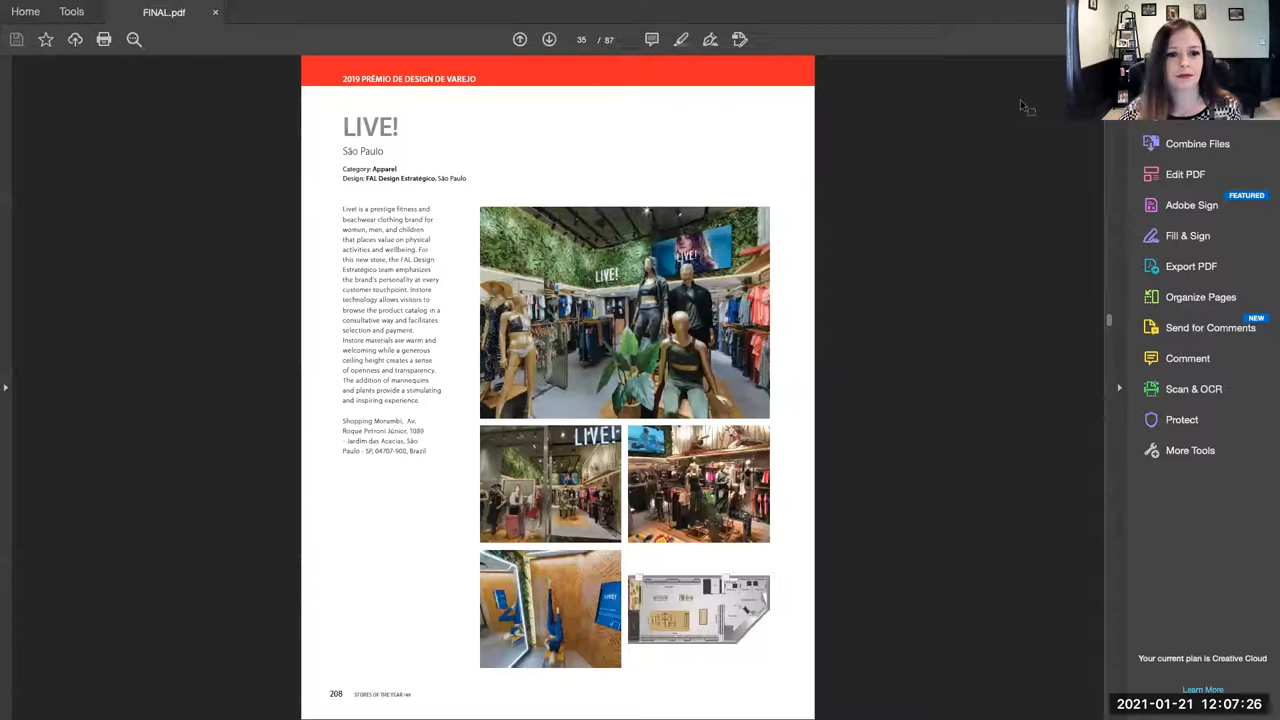 Home
Tools
FINAL.pdf
×
35 / 87
2019 PRÊMIO DE DESIGN DE VAREJO
LIVE!
São Paulo
Category: Apparel
Design: FAL Design Estratégico, São Paulo
Live! is a prestige fitness and
beachwear clothing brand for
women, men, and children
that places value on physical
activities and wellbeing. For
this new store, the FAL Design
Estratégico team emphasizes
the brand's personality at every
customer touchpoint. Instore
technology allows visitors to
browse the product catalog in a
consultative way and facilitates
selection and payment.
Instore materials are warm and
welcoming while a generous
ceiling height creates a sense
of openness and transparency.
The addition of mannequins
and plants provide a stimulating
and inspiring experience.
Shopping Morumbi, Av.
Roque Petroni Júnior, 1089
- Jardim das Acacias, São
Paulo - SP, 04707-900, Brazil
LIVE!
LIVE!
LIVE!
LIVE!
208
STORES OF THE YEAR
Combine Files
Edit PDF
FEATURED
Adobe Sign
Fill & Sign
Export PDF
Organize Pages
NEW
Send for Comments
Comment
Scan & OCR
Protect
More Tools
Your current plan is Creative Cloud
Learn More
2021-01-21 12:07:26